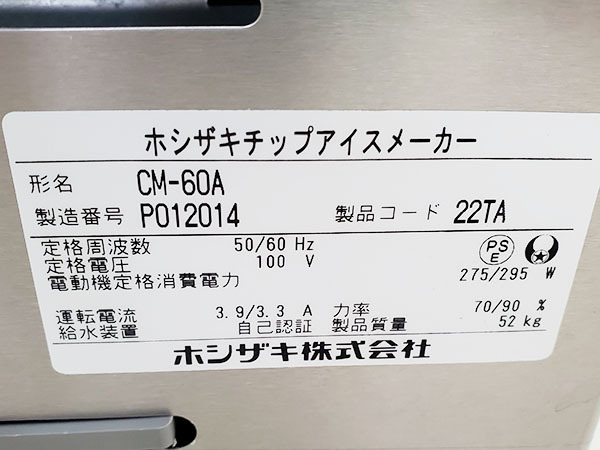 ホシザキチップアイスメーカー
形名 CM-60A
製造番号 P012014 製品コード 22TA
定格周波数 50/60 Hz
定格電圧 100 V
PS E
電動機定格消費電力 275/295 W
運転電流 3.9/3.3 A 力率 70/90 %
給水装置 自己認証 製品質量 52 kg
ホシザキ株式会社